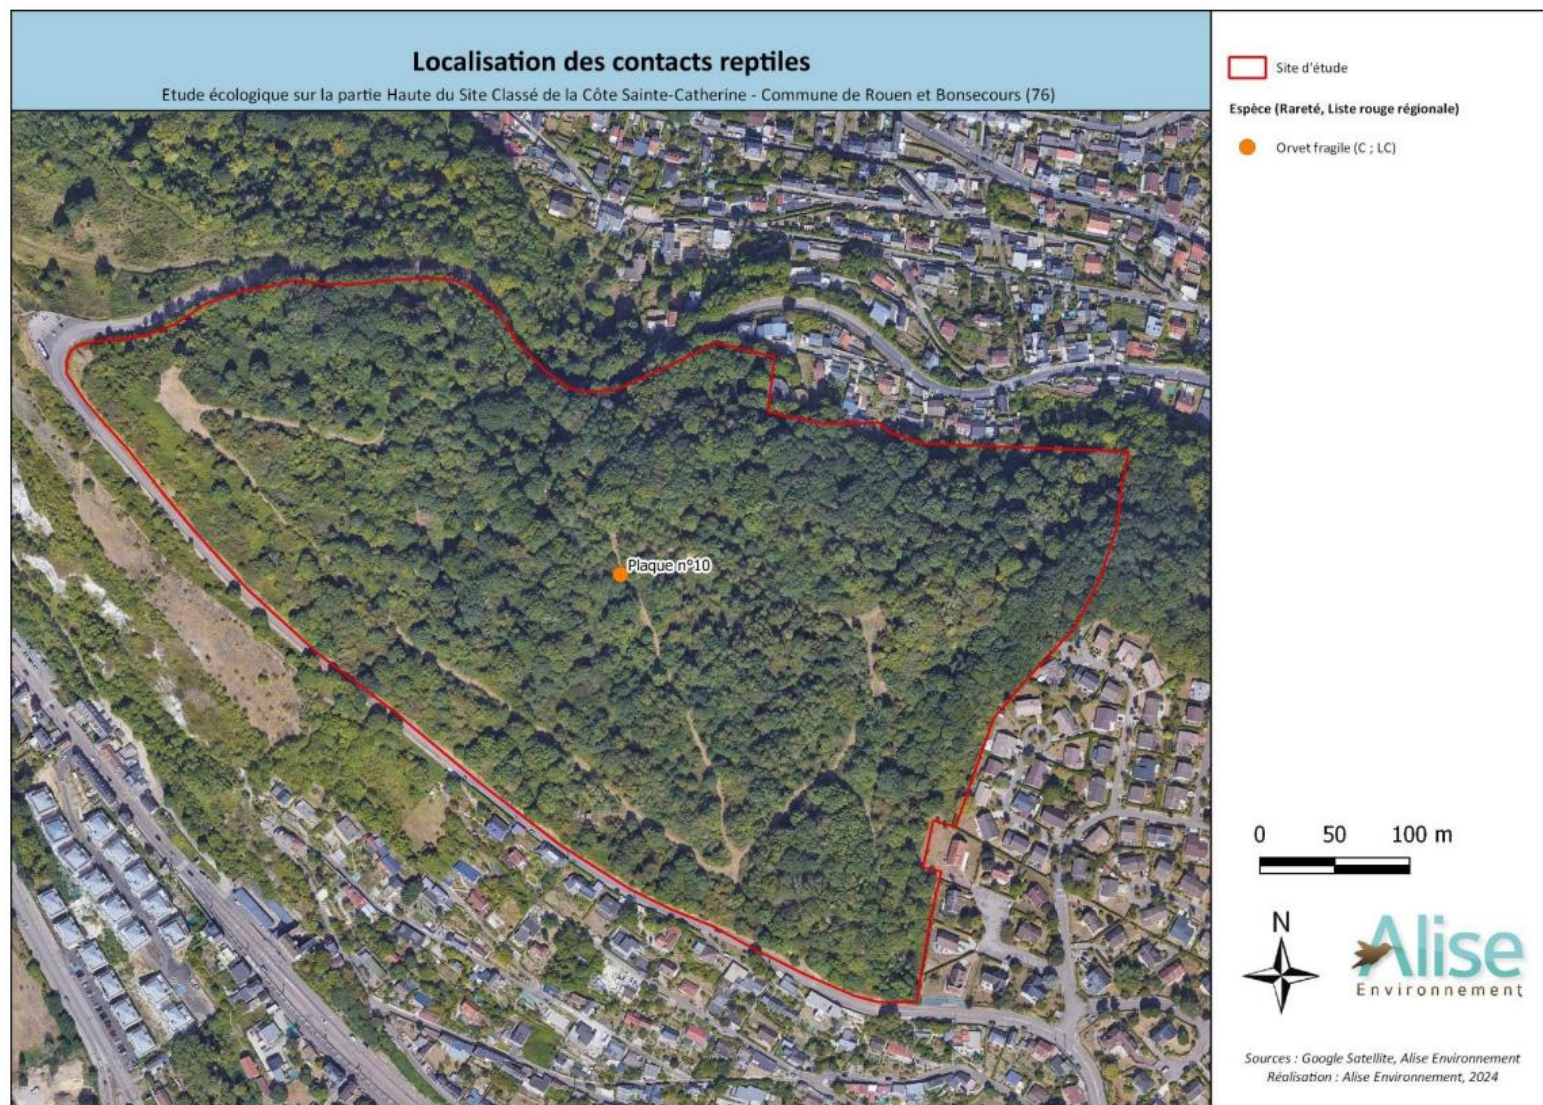 Localisation des contacts reptiles
Etude écologique sur la partie Haute du Site Classé de la Côte Sainte-Catherine - Commune de Rouen et Bonsecours (76)
Plaque n°10
Site d'étude
Espèce (Rareté, Liste rouge régionale)
Orvet fragile (C ; LC)
0 50 100 m
N
Alise
Environnement
Sources : Google Satellite, Alise Environnement
Réalisation : Alise Environnement, 2024